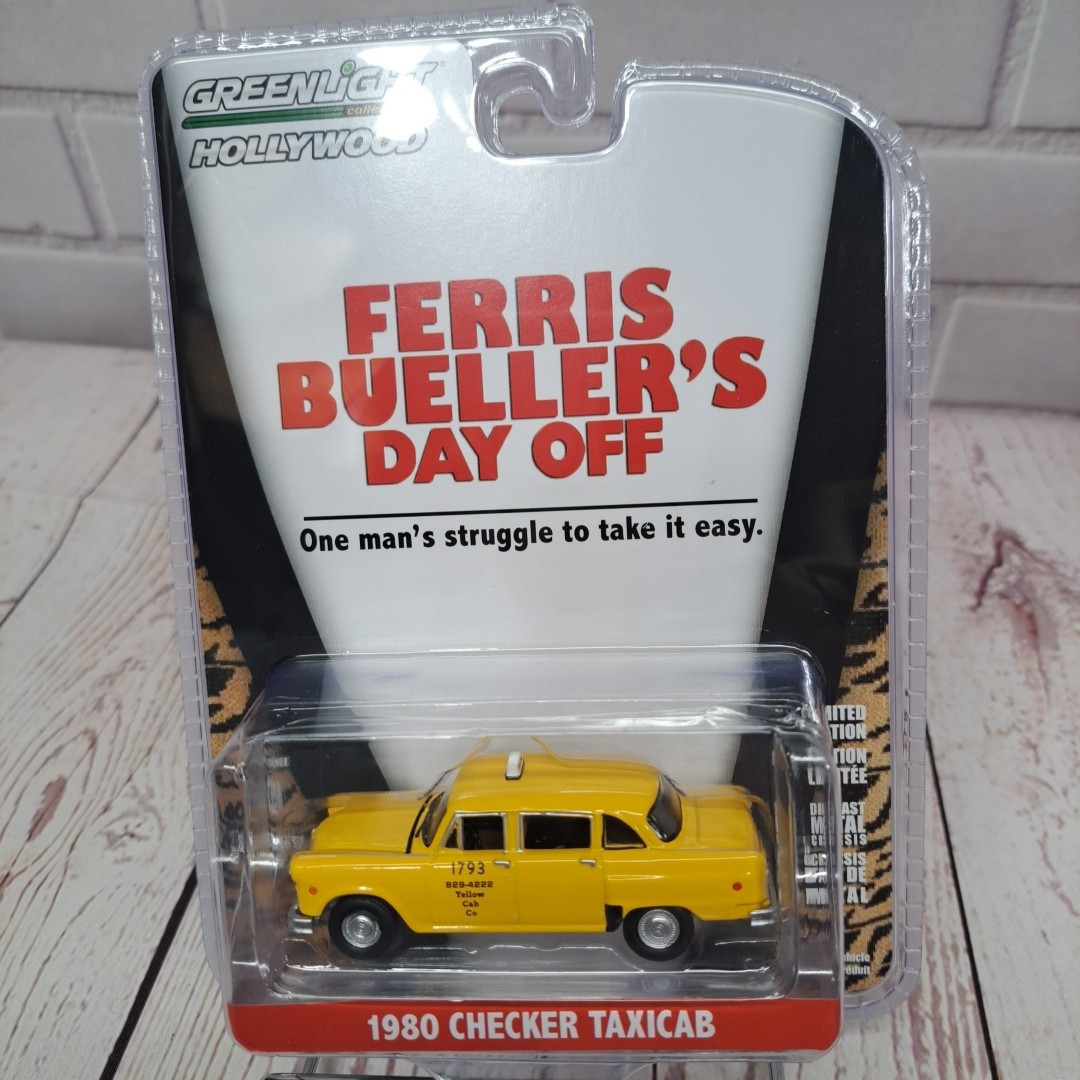 GREENLiGHT
HOLLYWOOD
FERRIS
BUELLER'S
DAY OFF
One man's struggle to take it easy.
1793
829-4222
Yellow
Cab
Co
1980 CHECKER TAXICAB